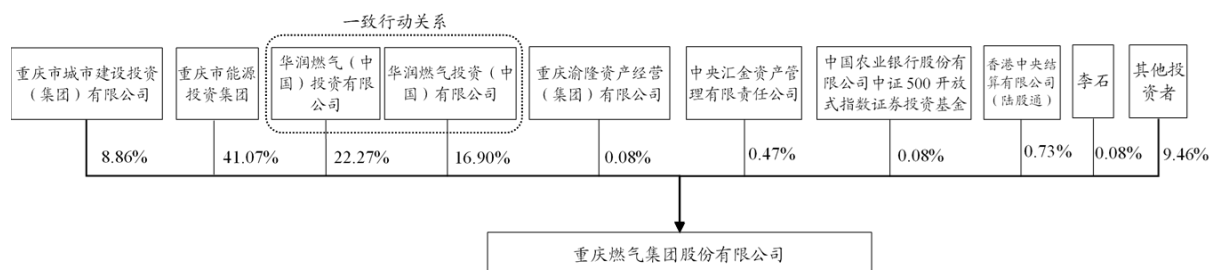 一致行动关系
重庆市城市建设投资
（集团）有限公司
重庆市能源
投资集团
华润燃气（中
国）投资有限
公司
华润燃气投资（中
国）有限公司
重庆渝隆资产经营
（集团）有限公司
中央汇金资产管
理有限责任公司
中国农业银行股份有
限公司中证 500 开放
式指数证券投资基金
香港中央结
算有限公司
（陆股通）
李石
其他投
资者
8.86%
41.07%
22.27%
16.90%
0.08%
0.47%
0.08%
0.73%
0.08%
9.46%
重庆燃气集团股份有限公司